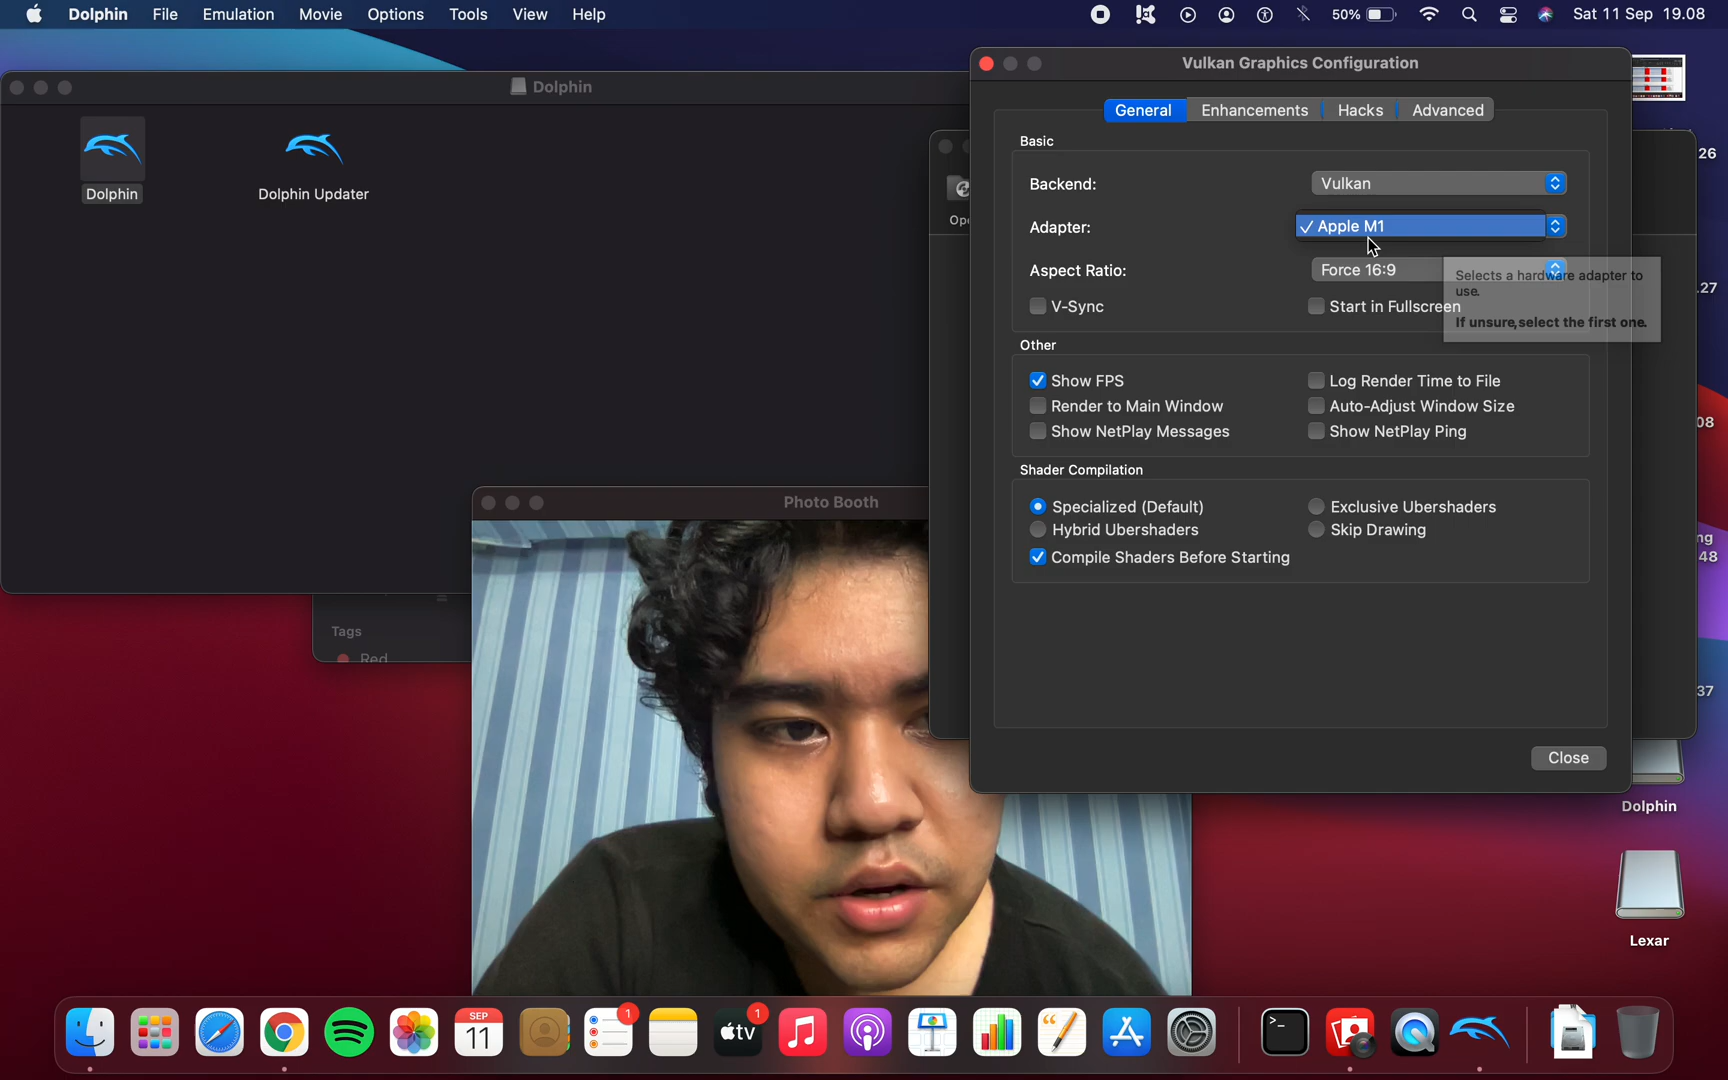 Dolphin File Emulation Movie Options Tools View Help 50% Sat 11 Sep 19.08
Dolphin
Dolphin
Dolphin Updater
Tags
Red
Photo Booth
Vulkan Graphics Configuration
General Enhancements Hacks Advanced
Basic
Backend: Vulkan
Adapter: ✓ Apple M1
Aspect Ratio: Force 16:9
Selects a hardware adapter to
use.
If unsure, select the first one.
V-Sync Start in Fullscreen
Other
Show FPS Log Render Time to File
Render to Main Window Auto-Adjust Window Size
Show NetPlay Messages Show NetPlay Ping
Shader Compilation
Specialized (Default) Exclusive Ubershaders
Hybrid Ubershaders Skip Drawing
Compile Shaders Before Starting
Close
26
.27
08
48
37
Dolphin
Lexar
SEP
11
1
tv
1
>_